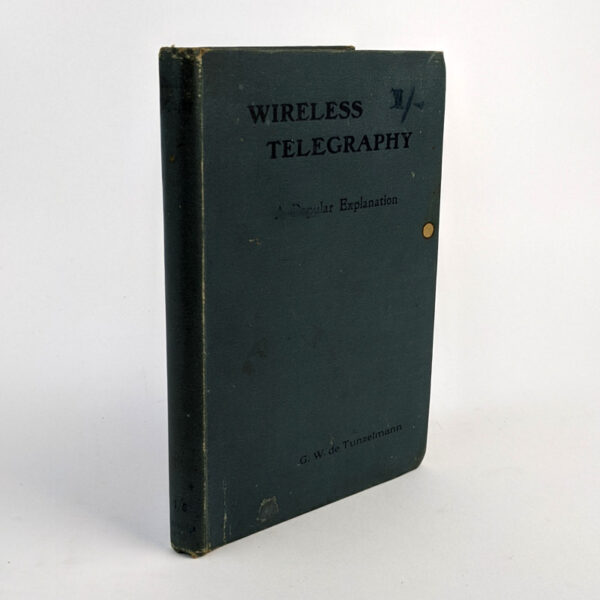 WIRELESS
TELEGRAPHY
A Popular Explanation
G. W. de Tunzelmann